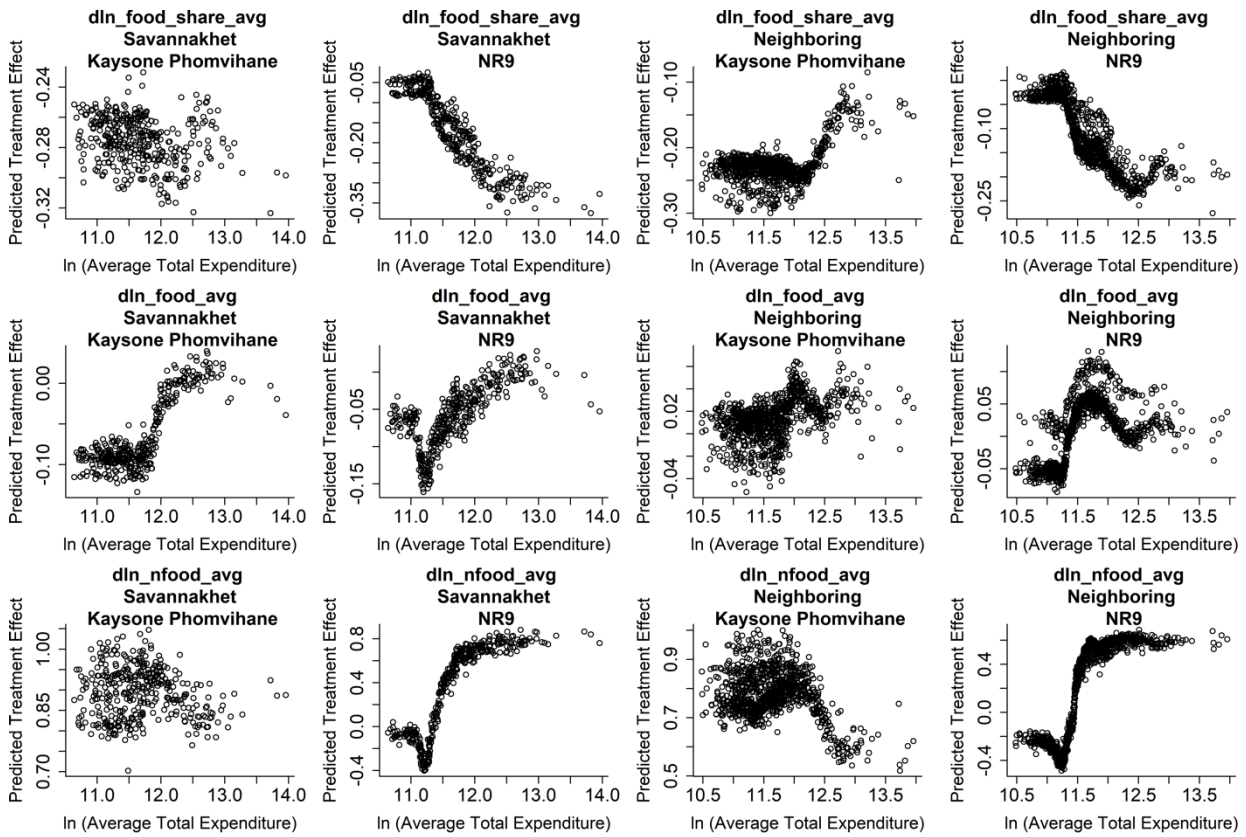 dln_food_share_avg
Savannakhet
Kaysone Phomvihane
Predicted Treatment Effect
-0.24
-0.28
-0.32
11.0 12.0 13.0 14.0
ln (Average Total Expenditure)
dln_food_share_avg
Savannakhet
NR9
Predicted Treatment Effect
-0.05
-0.20
-0.35
11.0 12.0 13.0 14.0
ln (Average Total Expenditure)
dln_food_share_avg
Neighboring
Kaysone Phomvihane
Predicted Treatment Effect
-0.10
-0.20
-0.30
10.5 11.5 12.5 13.5
ln (Average Total Expenditure)
dln_food_share_avg
Neighboring
NR9
Predicted Treatment Effect
-0.10
-0.25
10.5 11.5 12.5 13.5
ln (Average Total Expenditure)
dln_food_avg
Savannakhet
Kaysone Phomvihane
Predicted Treatment Effect
0.00
-0.10
11.0 12.0 13.0 14.0
ln (Average Total Expenditure)
dln_food_avg
Savannakhet
NR9
Predicted Treatment Effect
-0.05
-0.15
11.0 12.0 13.0 14.0
ln (Average Total Expenditure)
dln_food_avg
Neighboring
Kaysone Phomvihane
Predicted Treatment Effect
0.02
-0.04
10.5 11.5 12.5 13.5
ln (Average Total Expenditure)
dln_food_avg
Neighboring
NR9
Predicted Treatment Effect
0.05
-0.05
10.5 11.5 12.5 13.5
ln (Average Total Expenditure)
dln_nfood_avg
Savannakhet
Kaysone Phomvihane
Predicted Treatment Effect
1.00
0.85
0.70
11.0 12.0 13.0 14.0
ln (Average Total Expenditure)
dln_nfood_avg
Savannakhet
NR9
Predicted Treatment Effect
0.8
0.4
0.0
-0.4
11.0 12.0 13.0 14.0
ln (Average Total Expenditure)
dln_nfood_avg
Neighboring
Kaysone Phomvihane
Predicted Treatment Effect
0.9
0.7
0.5
10.5 11.5 12.5 13.5
ln (Average Total Expenditure)
dln_nfood_avg
Neighboring
NR9
Predicted Treatment Effect
0.4
0.0
-0.4
10.5 11.5 12.5 13.5
ln (Average Total Expenditure)